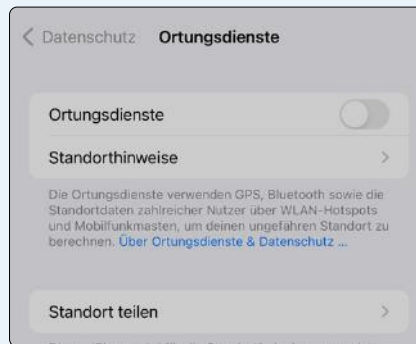 Datenschutz Ortungsdienste
Ortungsdienste
Standorthinweise
Die Ortungsdienste verwenden GPS, Bluetooth sowie die
Standortdaten zahlreicher Nutzer über WLAN-Hotspots
und Mobilfunkmasten, um deinen ungefähren Standort zu
berechnen. Über Ortungsdienste & Datenschutz ...
Standort teilen